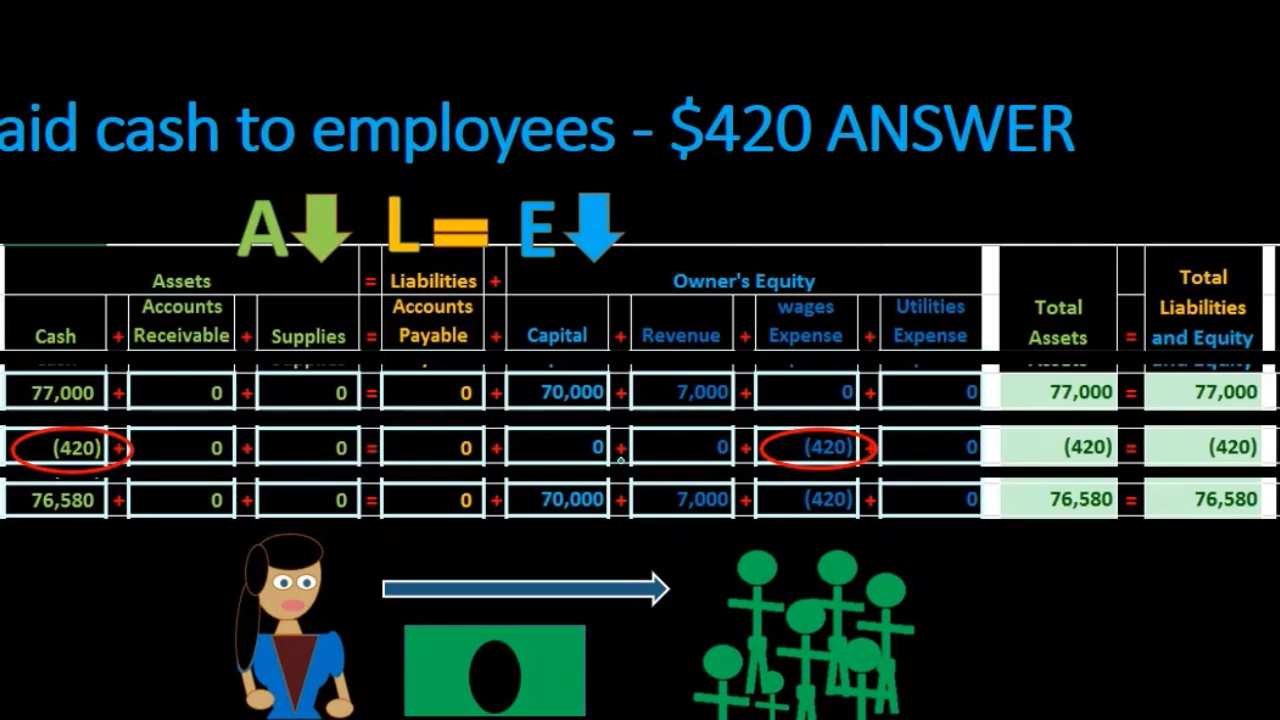 aid cash to employees - $420 ANSWER
A L = E
Assets = Liabilities + Owner's Equity
Cash + Accounts Receivable + Supplies = Accounts Payable + Capital + Revenue + wages Expense + Utilities Expense Total Assets = Total Liabilities and Equity
77,000 + 0 + 0 = 0 + 70,000 + 7,000 + 0 + 0 77,000 = 77,000
(420) + 0 + 0 = 0 + 0 + 0 + (420) + 0 (420) = (420)
76,580 + 0 + 0 = 0 + 70,000 + 7,000 + (420) + 0 76,580 = 76,580